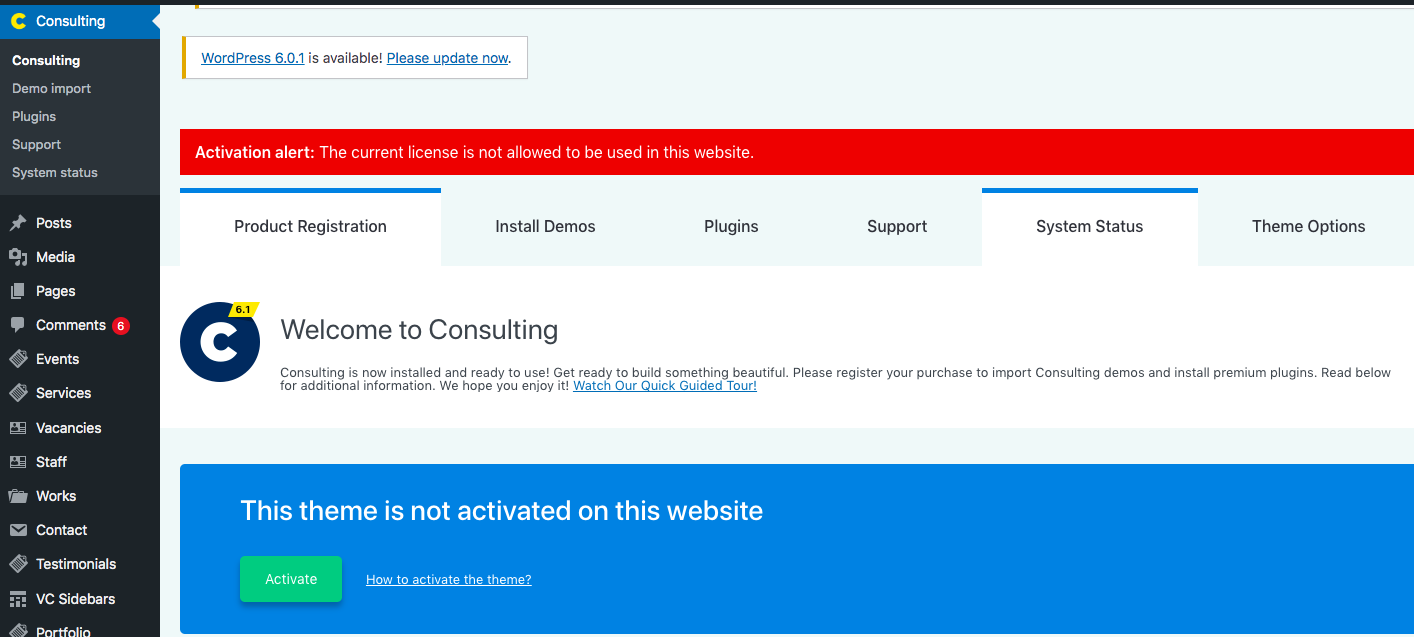 Consulting
Consulting
Demo import
Plugins
Support
System status
Posts
Media
Pages
Comments 6
Events
Services
Vacancies
Staff
Works
Contact
Testimonials
VC Sidebars
Portfolio
WordPress 6.0.1 is available! Please update now.
Activation alert: The current license is not allowed to be used in this website.
Product Registration
Install Demos
Plugins
Support
System Status
Theme Options
6.1
C
Welcome to Consulting
Consulting is now installed and ready to use! Get ready to build something beautiful. Please register your purchase to import Consulting demos and install premium plugins. Read below
for additional information. We hope you enjoy it! Watch Our Quick Guided Tour!
This theme is not activated on this website
Activate
How to activate the theme?